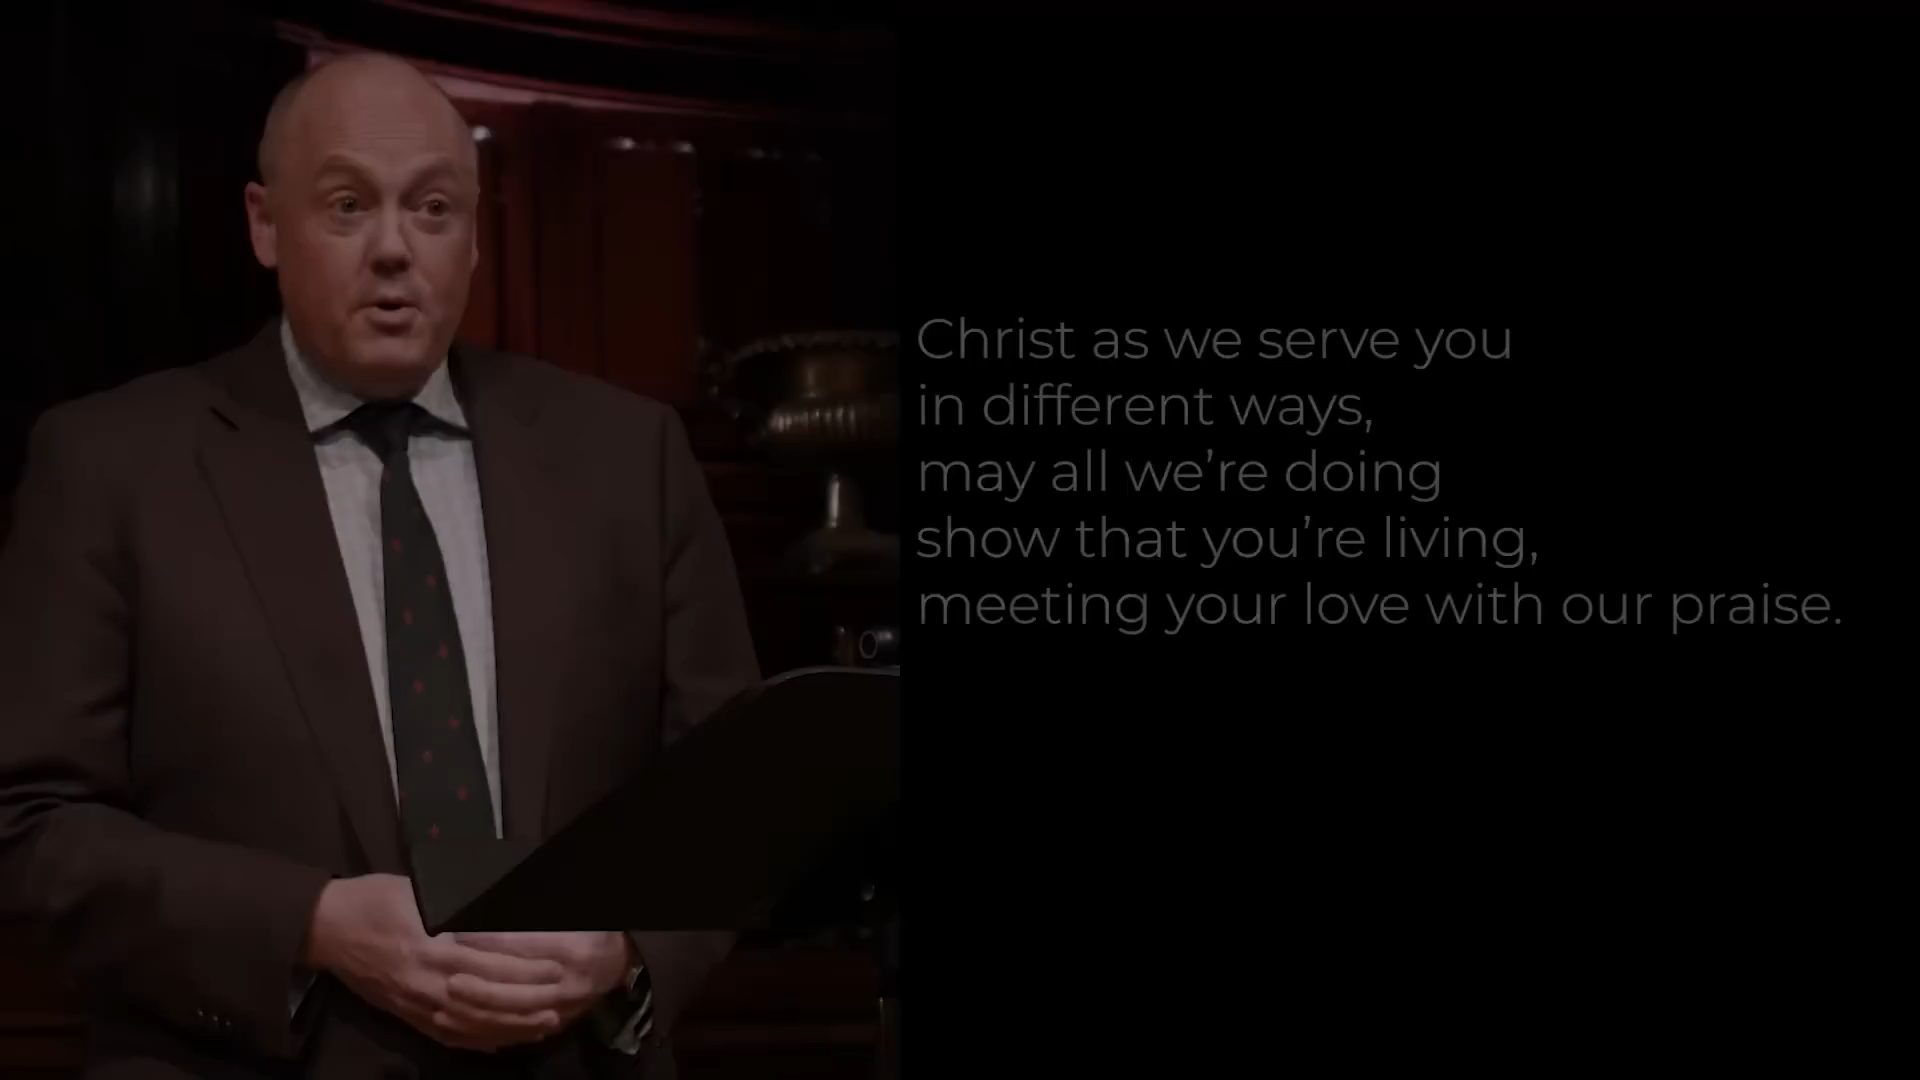 Christ as we serve you
in different ways,
may all we’re doing
show that you’re living,
meeting your love with our praise.